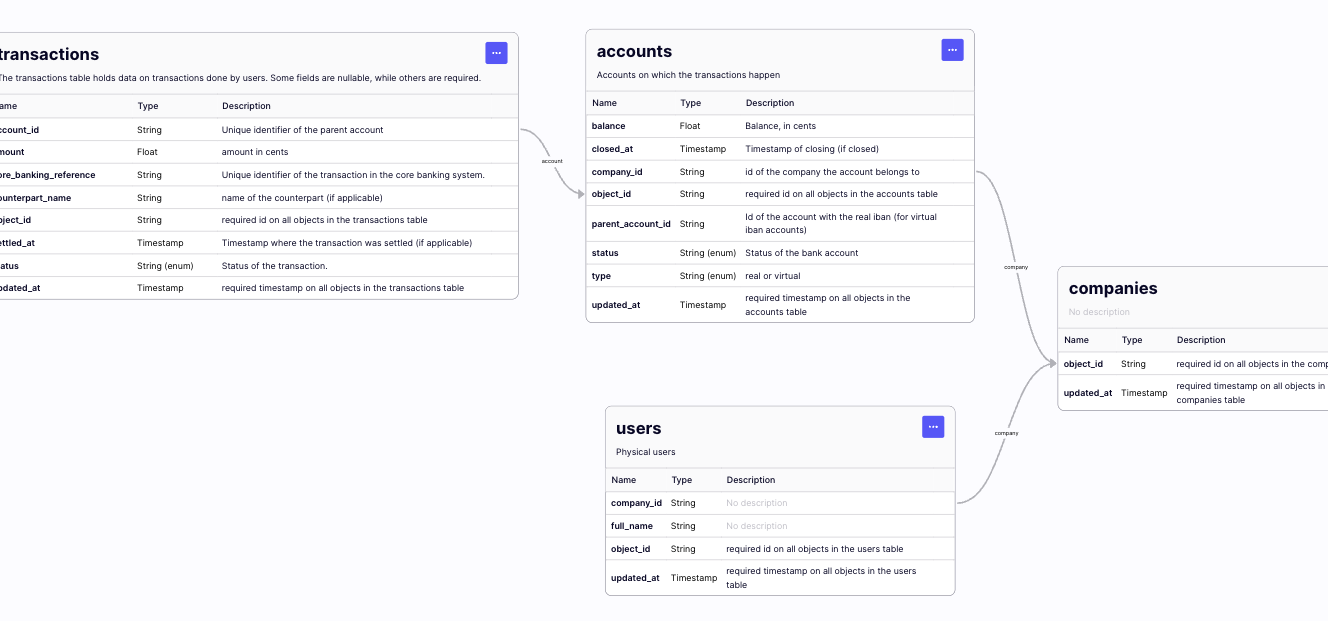 transactions
The transactions table holds data on transactions done by users. Some fields are nullable, while others are required.
ame Type Description
ccount_id String Unique identifier of the parent account
mount Float amount in cents
ore_banking_reference String Unique identifier of the transaction in the core banking system.
ounterpart_name String name of the counterpart (if applicable)
bject_id String required id on all objects in the transactions table
ettled_at Timestamp Timestamp where the transaction was settled (if applicable)
atus String (enum) Status of the transaction.
pdated_at Timestamp required timestamp on all objects in the transactions table
account
accounts
Accounts on which the transactions happen
Name Type Description
balance Float Balance, in cents
closed_at Timestamp Timestamp of closing (if closed)
company_id String id of the company the account belongs to
object_id String required id on all objects in the accounts table
parent_account_id String Id of the account with the real iban (for virtual
iban accounts)
status String (enum) Status of the bank account
type String (enum) real or virtual
updated_at Timestamp required timestamp on all objects in the
accounts table
company
companies
No description
Name Type Description
object_id String required id on all objects in the comp
updated_at Timestamp required timestamp on all objects in
companies table
company
users
Physical users
Name Type Description
company_id String No description
full_name String No description
object_id String required id on all objects in the users table
updated_at Timestamp required timestamp on all objects in the users
table